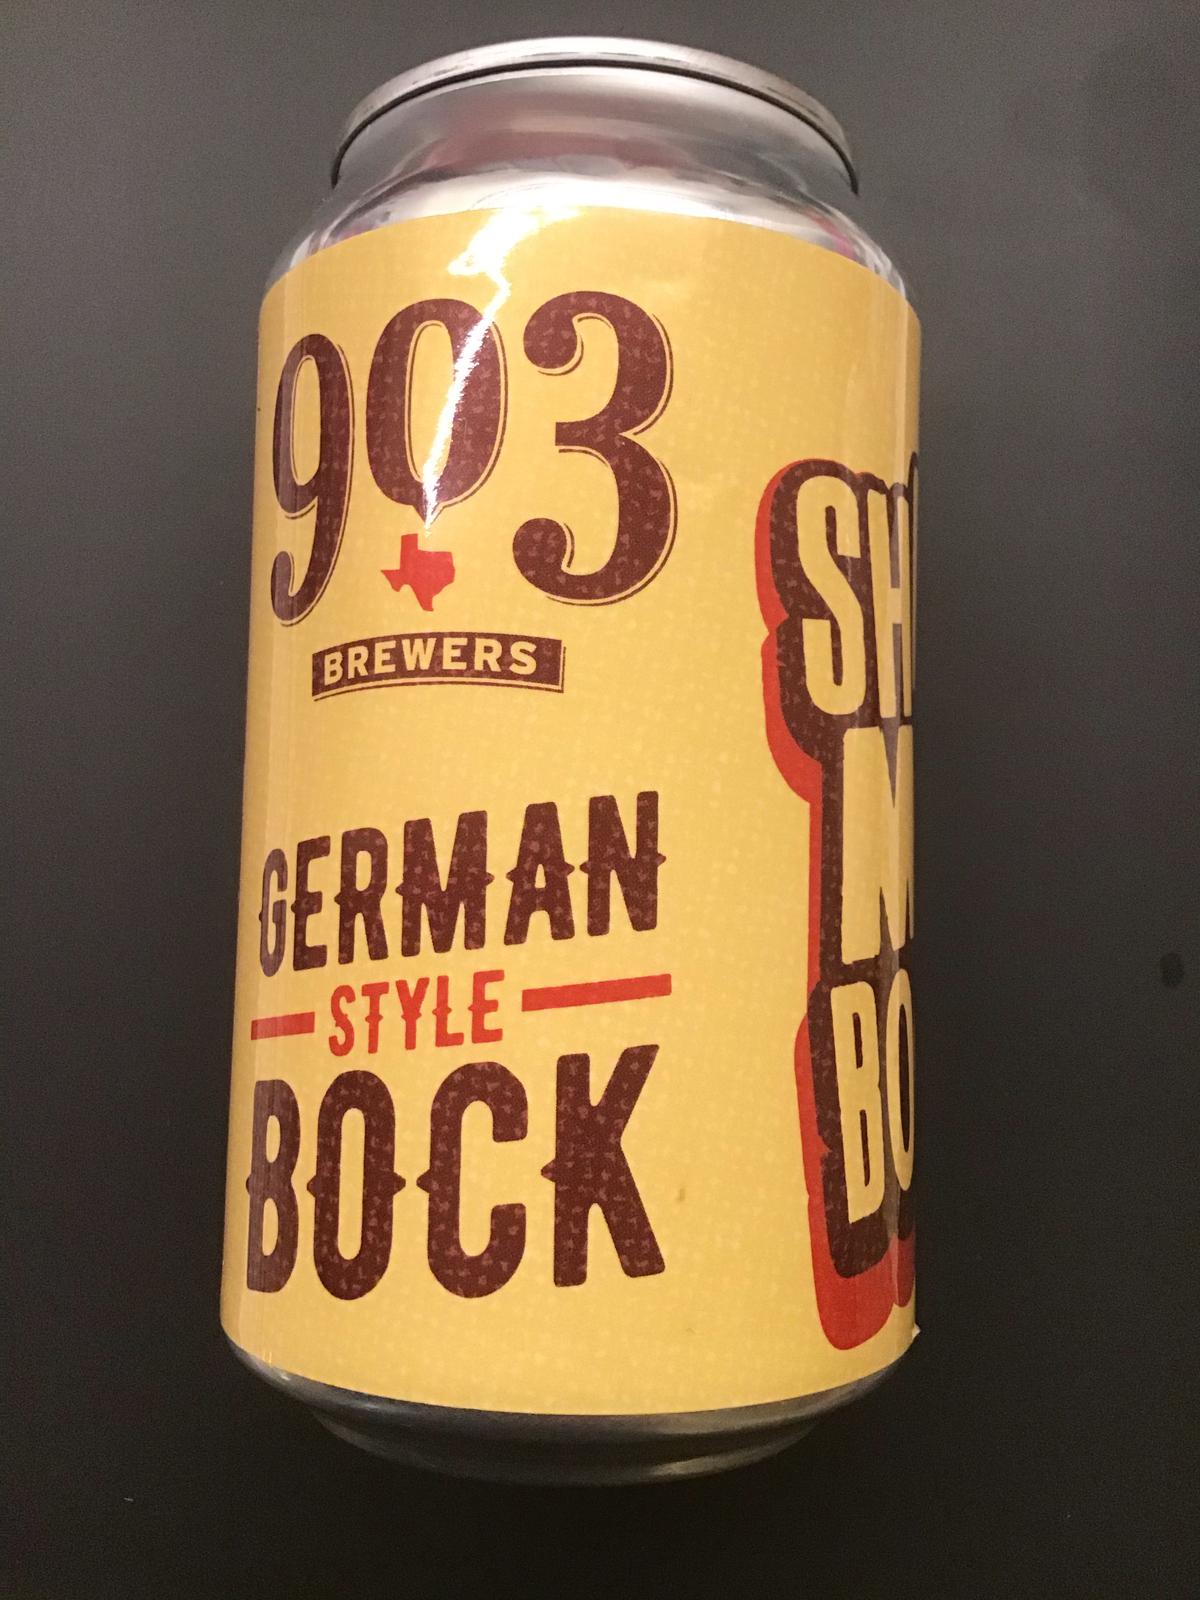 903
BREWERS
GERMAN
STYLE
BOCK